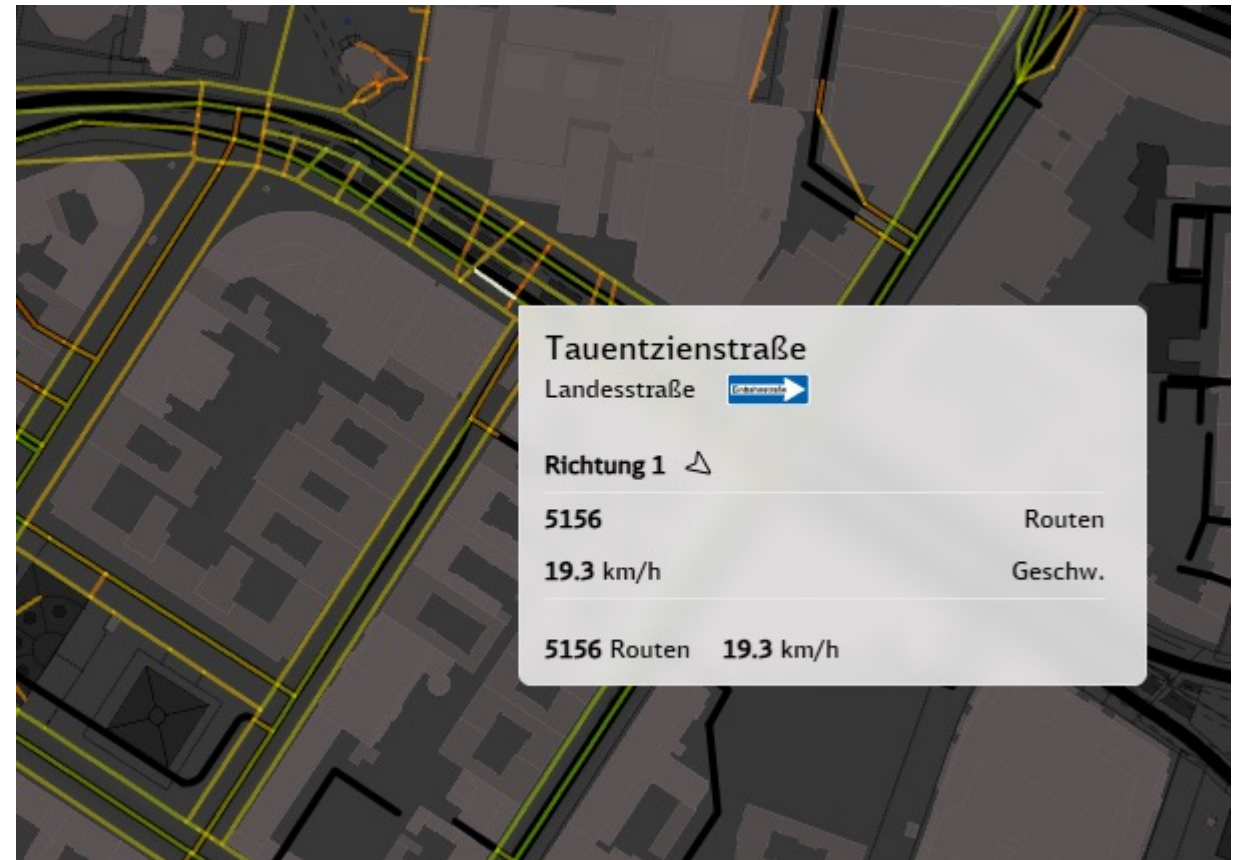 Tauentzienstraße
Landesstraße
Richtung 1
5156 Routen
19.3 km/h Geschw.
5156 Routen 19.3 km/h